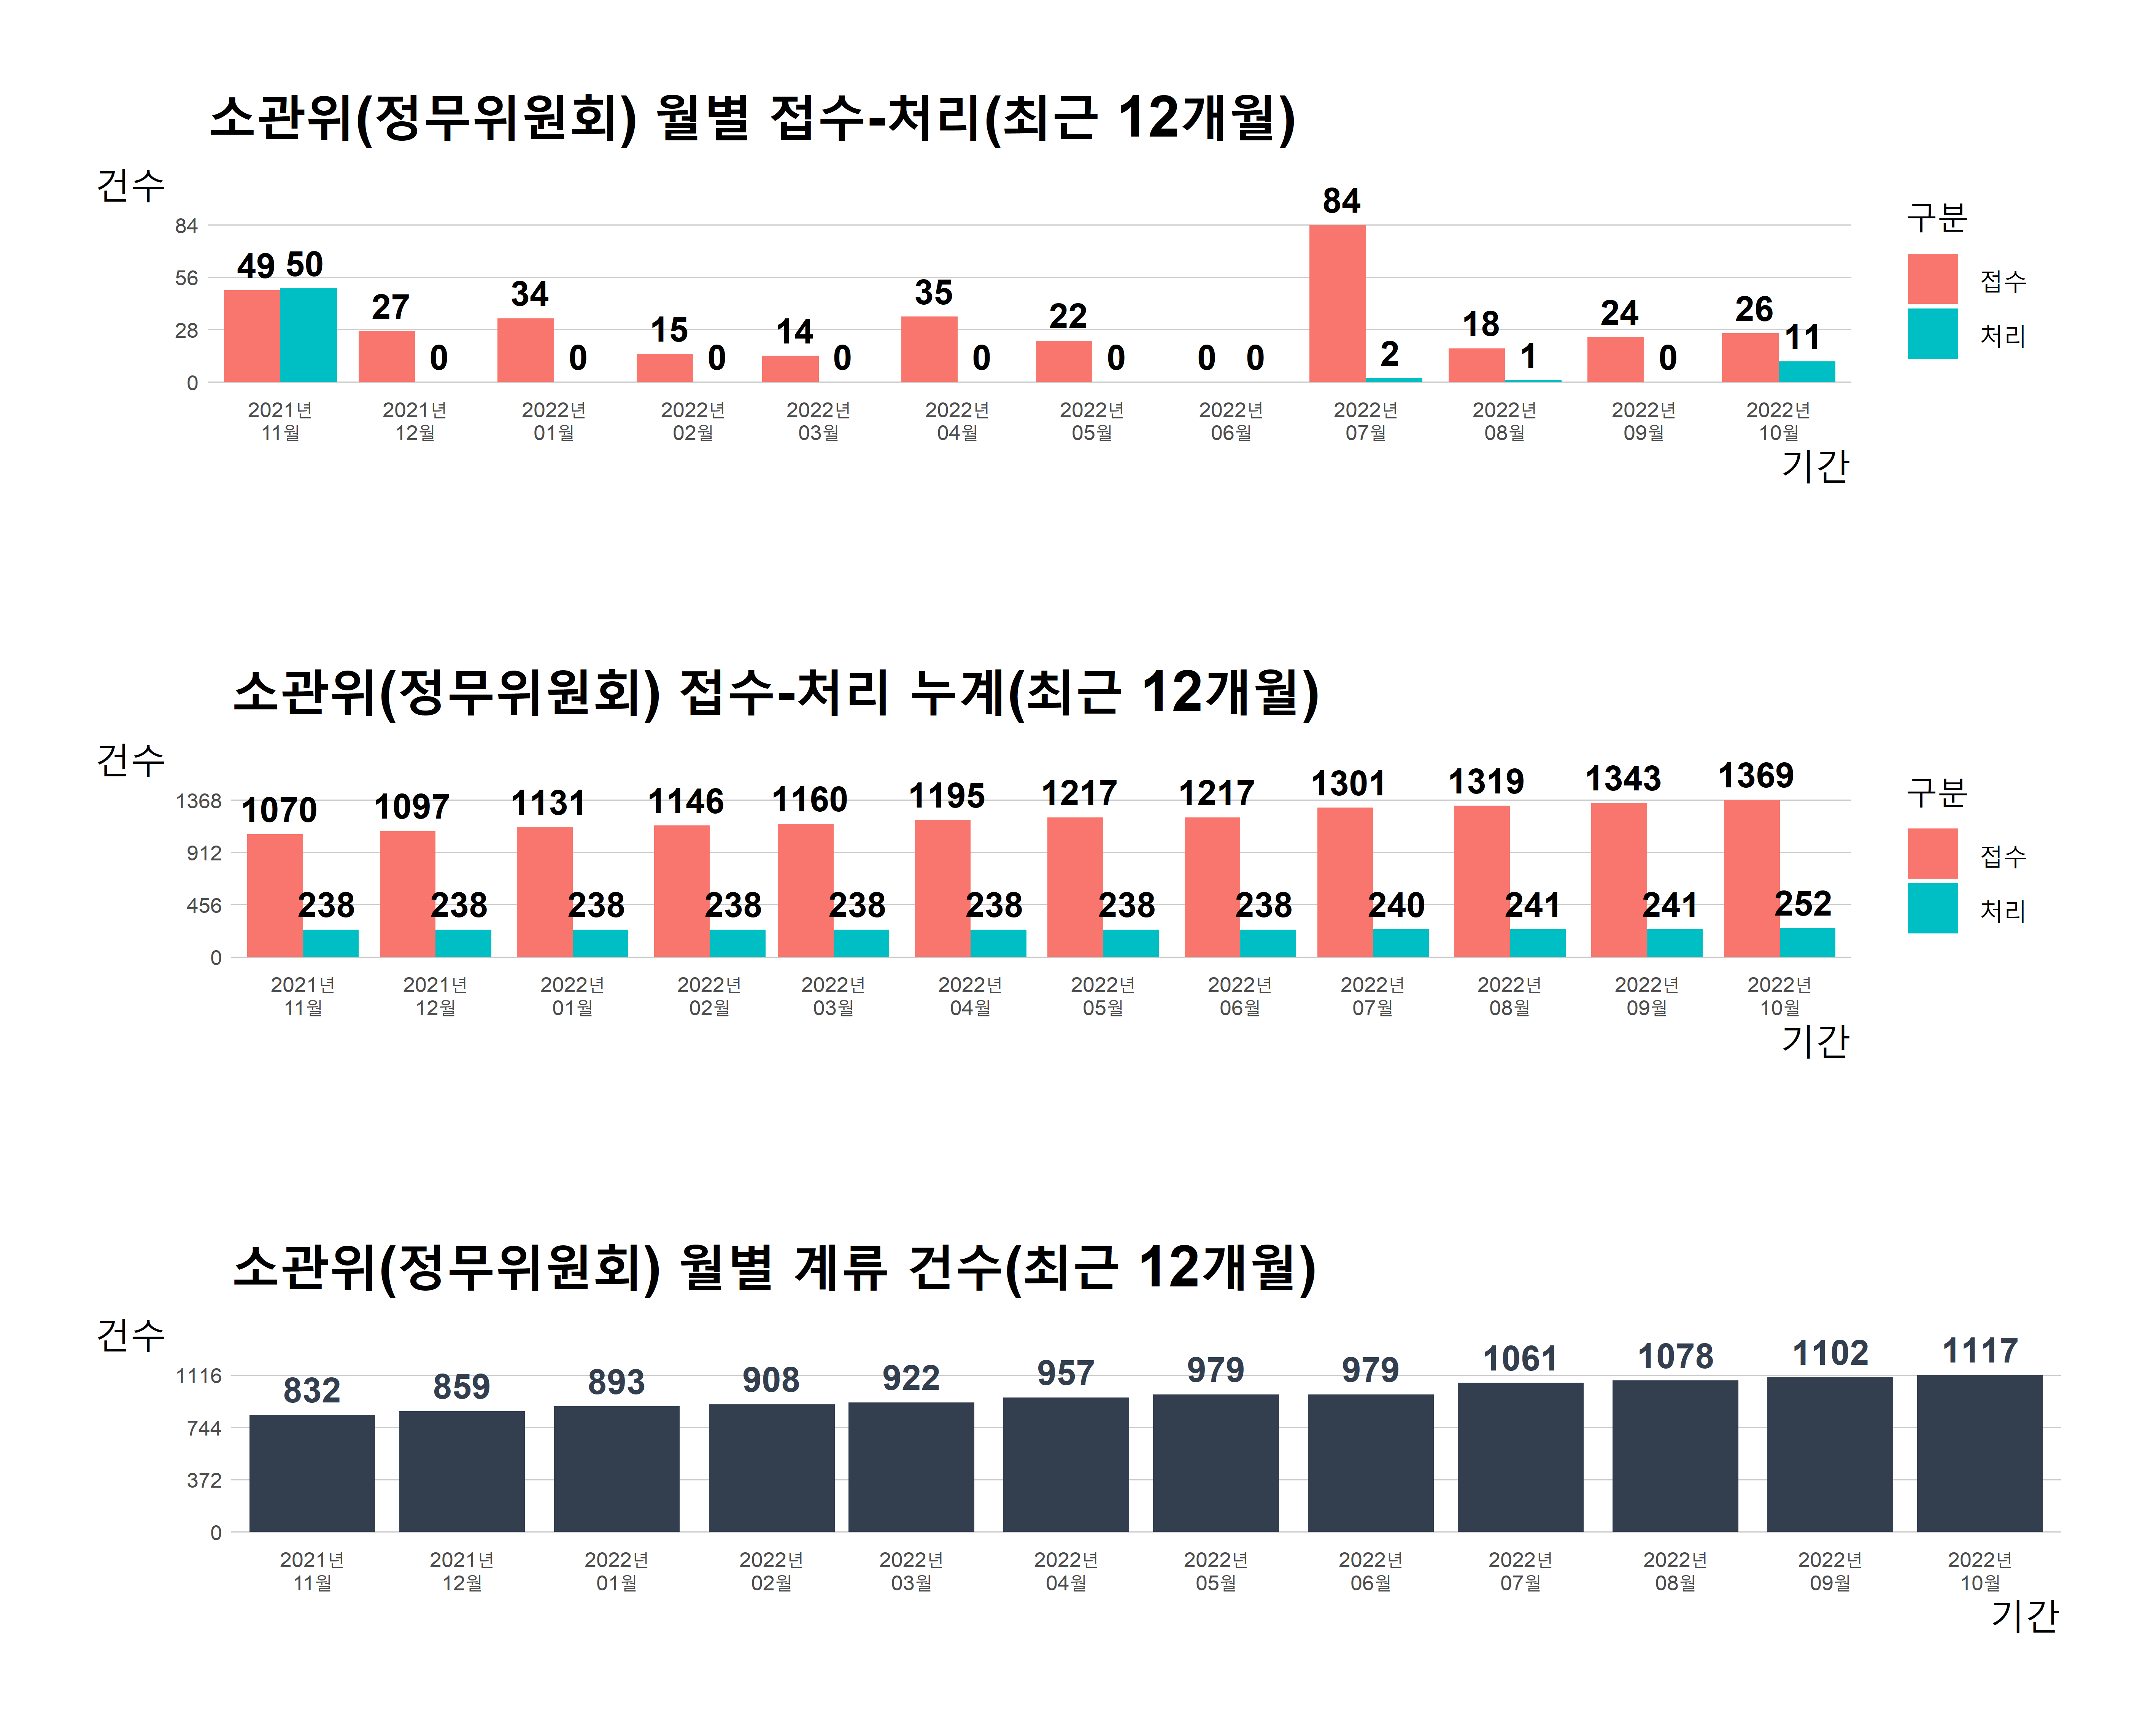 소관위(정무위원회) 월별 접수-처리(최근 12개월)
건수
84
56
28
0
49 50 27 0 34 0 15 0 14 0 35 0 22 0 0 0 84 2 18 1 24 0 26 11
2021년 2021년 2022년 2022년 2022년 2022년 2022년 2022년 2022년 2022년 2022년 2022년
11월 12월 01월 02월 03월 04월 05월 06월 07월 08월 09월 10월
기간
구분
접수
처리
소관위(정무위원회) 접수-처리 누계(최근 12개월)
건수
1368
912
456
0
1070 1097 1131 1146 1160 1195 1217 1217 1301 1319 1343 1369
238 238 238 238 238 238 238 238 240 241 241 252
2021년 2021년 2022년 2022년 2022년 2022년 2022년 2022년 2022년 2022년 2022년 2022년
11월 12월 01월 02월 03월 04월 05월 06월 07월 08월 09월 10월
기간
구분
접수
처리
소관위(정무위원회) 월별 계류 건수(최근 12개월)
건수
1116
744
372
0
832 859 893 908 922 957 979 979 1061 1078 1102 1117
2021년 2021년 2022년 2022년 2022년 2022년 2022년 2022년 2022년 2022년 2022년 2022년
11월 12월 01월 02월 03월 04월 05월 06월 07월 08월 09월 10월
기간